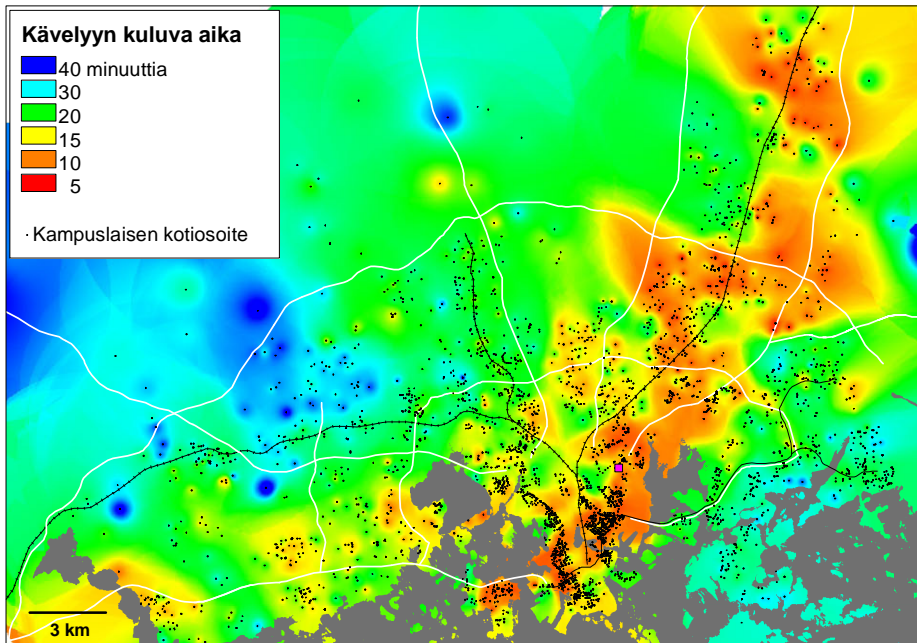 Kävelyyn kuluva aika
40 minuuttia
30
20
15
10
5
· Kampuslaisen kotiosoite
3 km